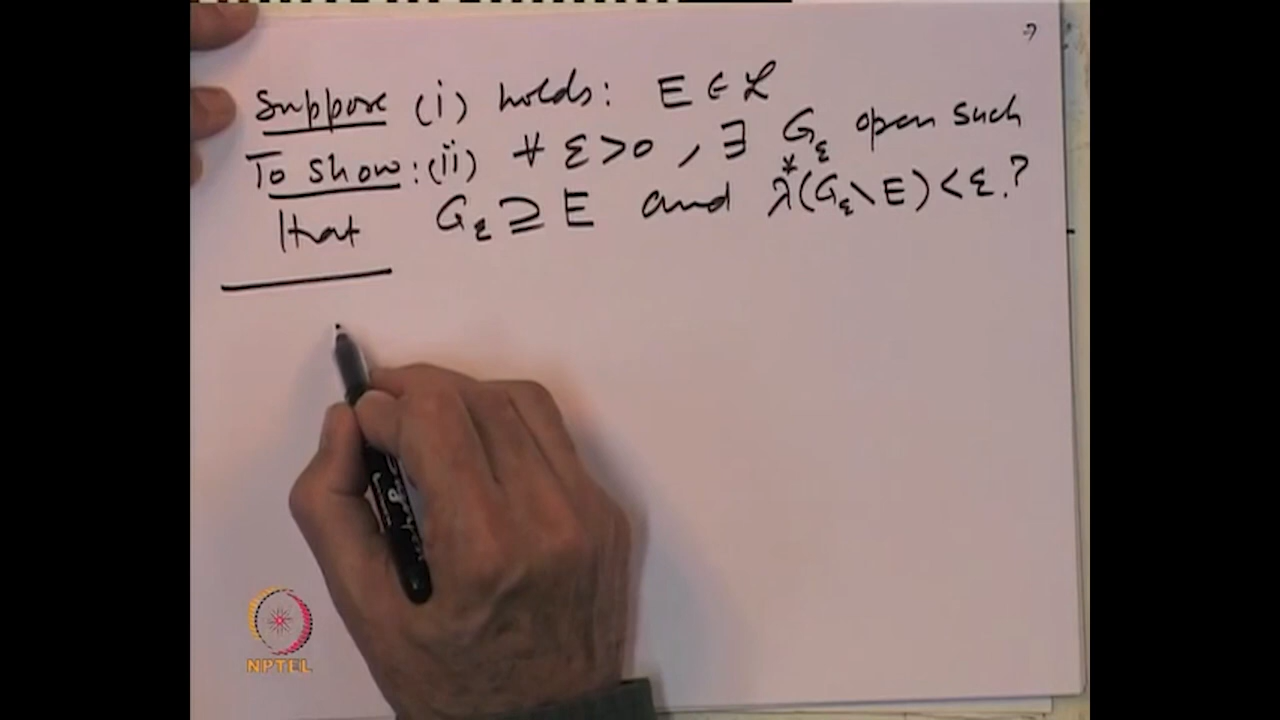 Suppose (i) holds: E ∈ ℒ
To show: (ii) ∀ ε > 0, ∃ G_ε open such
that G_ε ⊇ E and λ*(G_ε \ E) < ε.?
NPTEL